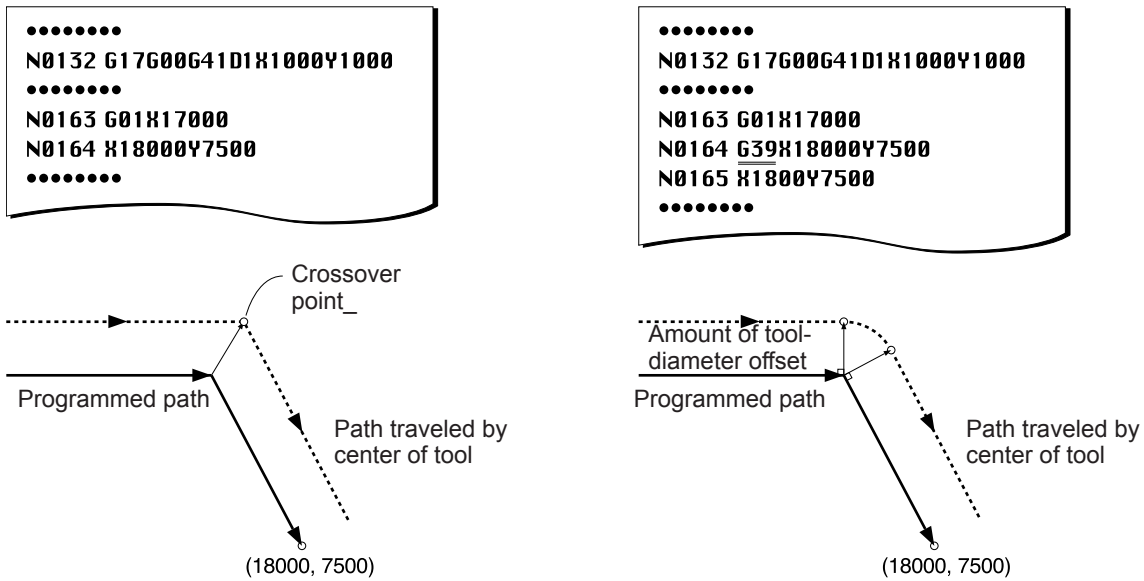 ●●●●●●●●
N0132 G17G00G41D1X1000Y1000
●●●●●●●●
N0163 G01X17000
N0164 X18000Y7500
●●●●●●●●
Crossover
point_
Programmed path
Path traveled by
center of tool
(18000, 7500)
●●●●●●●●
N0132 G17G00G41D1X1000Y1000
●●●●●●●●
N0163 G01X17000
N0164 G39X18000Y7500
N0165 X1800Y7500
●●●●●●●●
Amount of tool-
diameter offset
Programmed path
Path traveled by
center of tool
(18000, 7500)